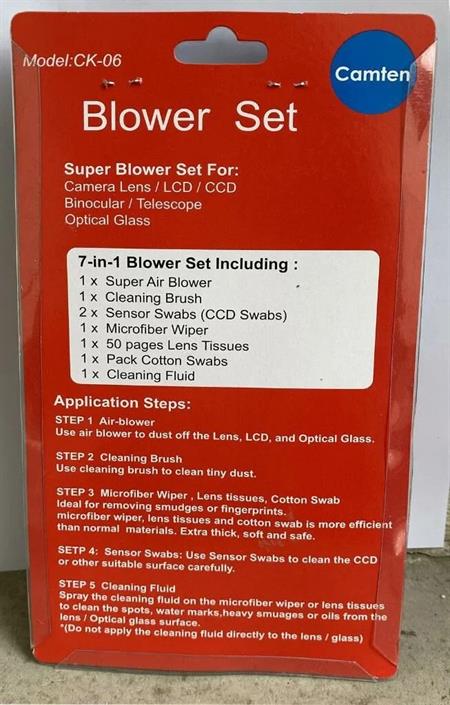 Model:CK-06
Camten
Blower Set
Super Blower Set For:
Camera Lens / LCD / CCD
Binocular / Telescope
Optical Glass
7-in-1 Blower Set Including :
1 x Super Air Blower
1 x Cleaning Brush
2 x Sensor Swabs (CCD Swabs)
1 x Microfiber Wiper
1 x 50 pages Lens Tissues
1 x Pack Cotton Swabs
1 x Cleaning Fluid
Application Steps:
STEP 1 Air-blower
Use air blower to dust off the Lens, LCD, and Optical Glass.
STEP 2 Cleaning Brush
Use cleaning brush to clean tiny dust.
STEP 3 Microfiber Wiper , Lens tissues, Cotton Swab
Ideal for removing smudges or fingerprints.
microfiber wiper, lens tissues and cotton swab is more efficient
than normal materials. Extra thick, soft and safe.
SETP 4: Sensor Swabs: Use Sensor Swabs to clean the CCD
or other suitable surface carefully.
STEP 5 Cleaning Fluid
Spray the cleaning fluid on the microfiber wiper or lens tissues
to clean the spots, water marks,heavy smuages or oils from the
lens / Optical glass surface.
*(Do not apply the cleaning fluid directly to the lens / glass)